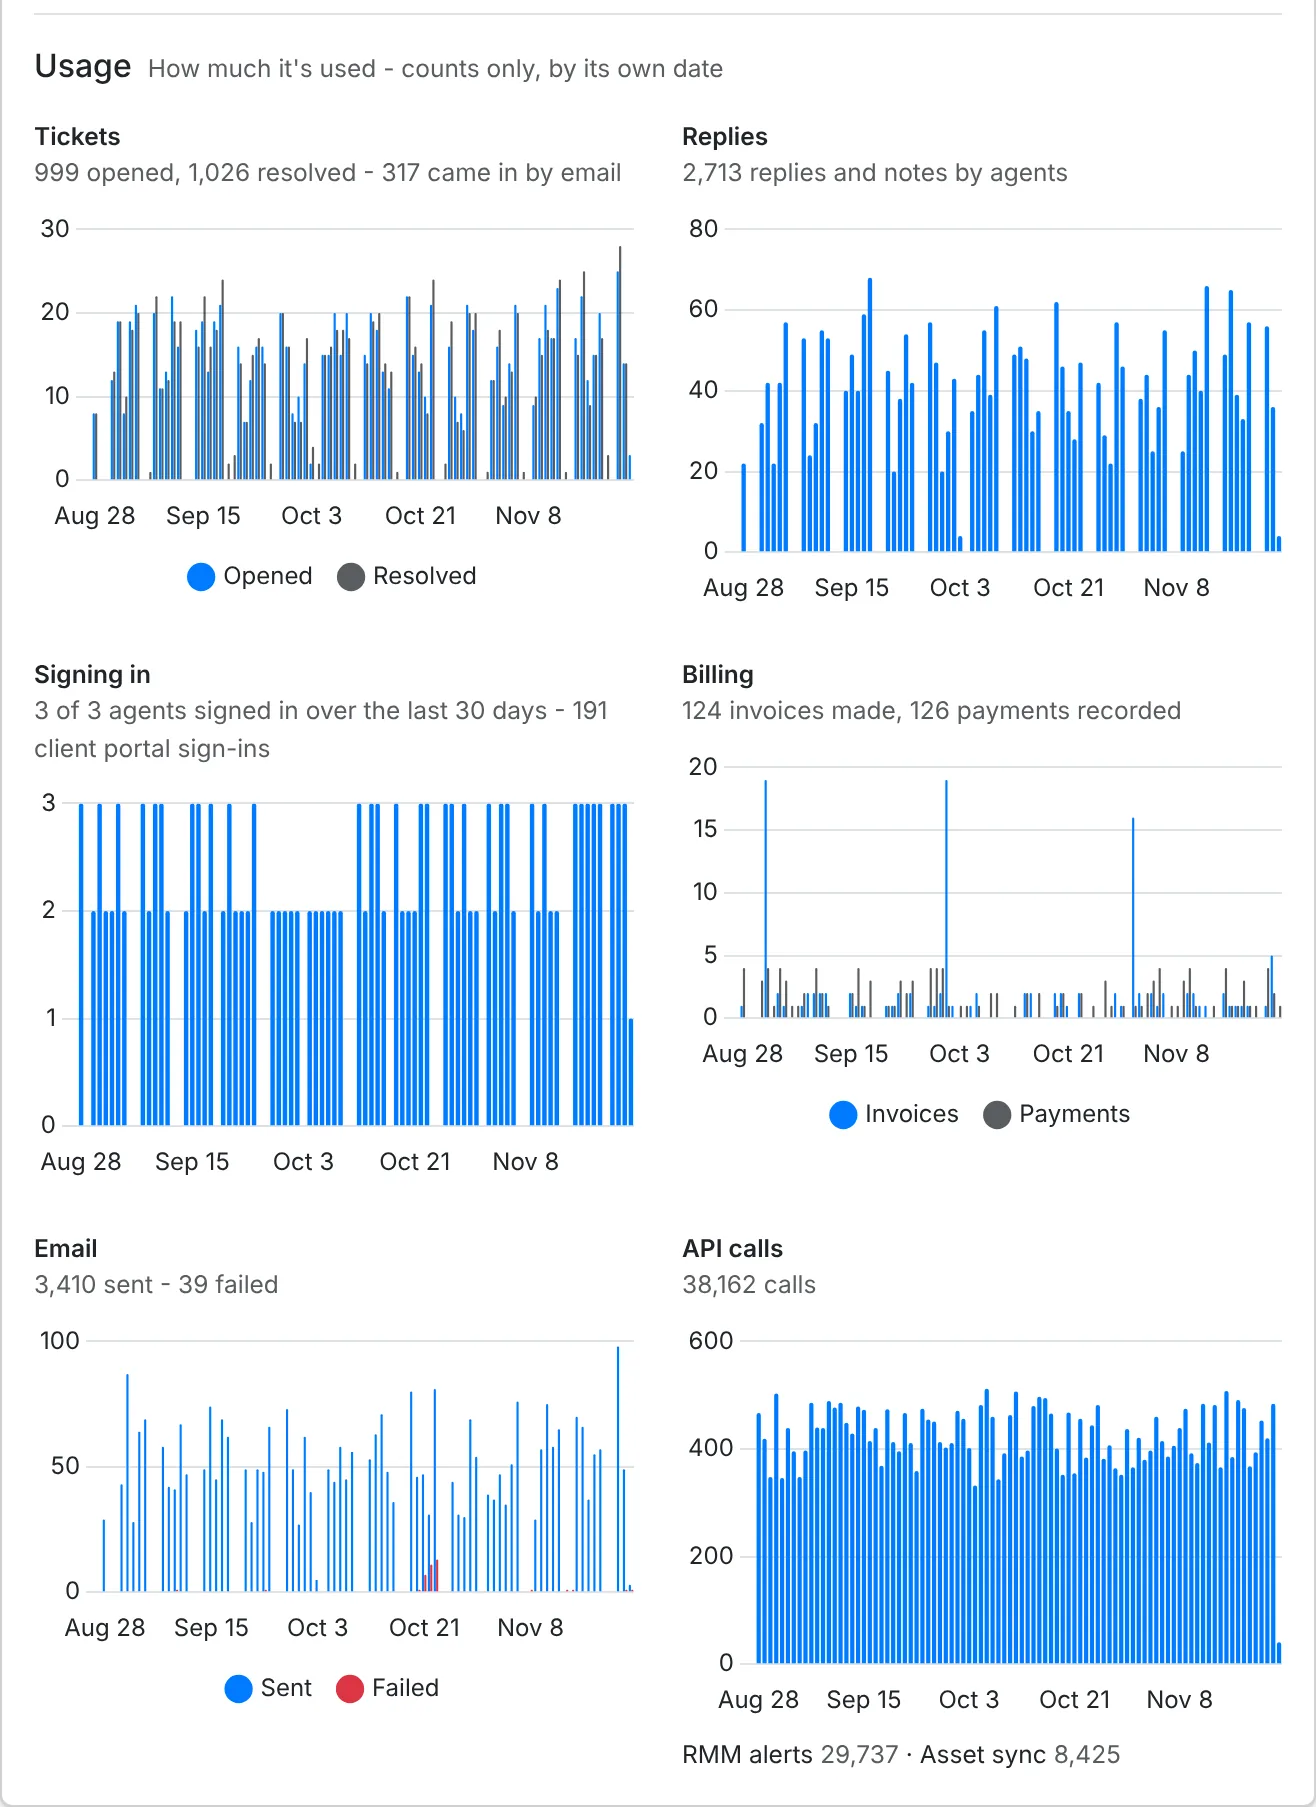 Usage How much it's used - counts only, by its own date
Tickets
999 opened, 1,026 resolved - 317 came in by email
30
20
10
0
Aug 28 Sep 15 Oct 3 Oct 21 Nov 8
Opened Resolved
Replies
2,713 replies and notes by agents
80
60
40
20
0
Aug 28 Sep 15 Oct 3 Oct 21 Nov 8
Signing in
3 of 3 agents signed in over the last 30 days - 191
client portal sign-ins
3
2
1
0
Aug 28 Sep 15 Oct 3 Oct 21 Nov 8
Billing
124 invoices made, 126 payments recorded
20
15
10
5
0
Aug 28 Sep 15 Oct 3 Oct 21 Nov 8
Invoices Payments
Email
3,410 sent - 39 failed
100
50
0
Aug 28 Sep 15 Oct 3 Oct 21 Nov 8
Sent Failed
API calls
38,162 calls
600
400
200
0
Aug 28 Sep 15 Oct 3 Oct 21 Nov 8
RMM alerts 29,737 · Asset sync 8,425